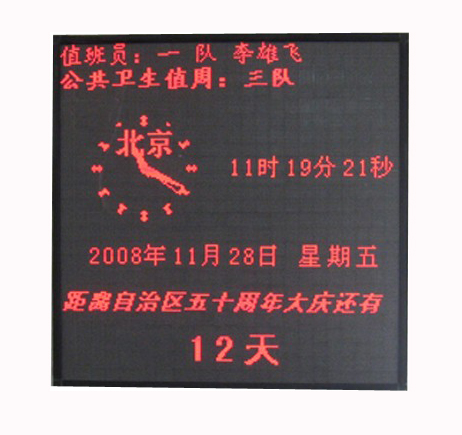 值班员：一 队 李雄飞
公共卫生值周：三队
北京
11时19分21秒
2008年11月28日 星期五
距离自治区五十周年大庆还有
12天